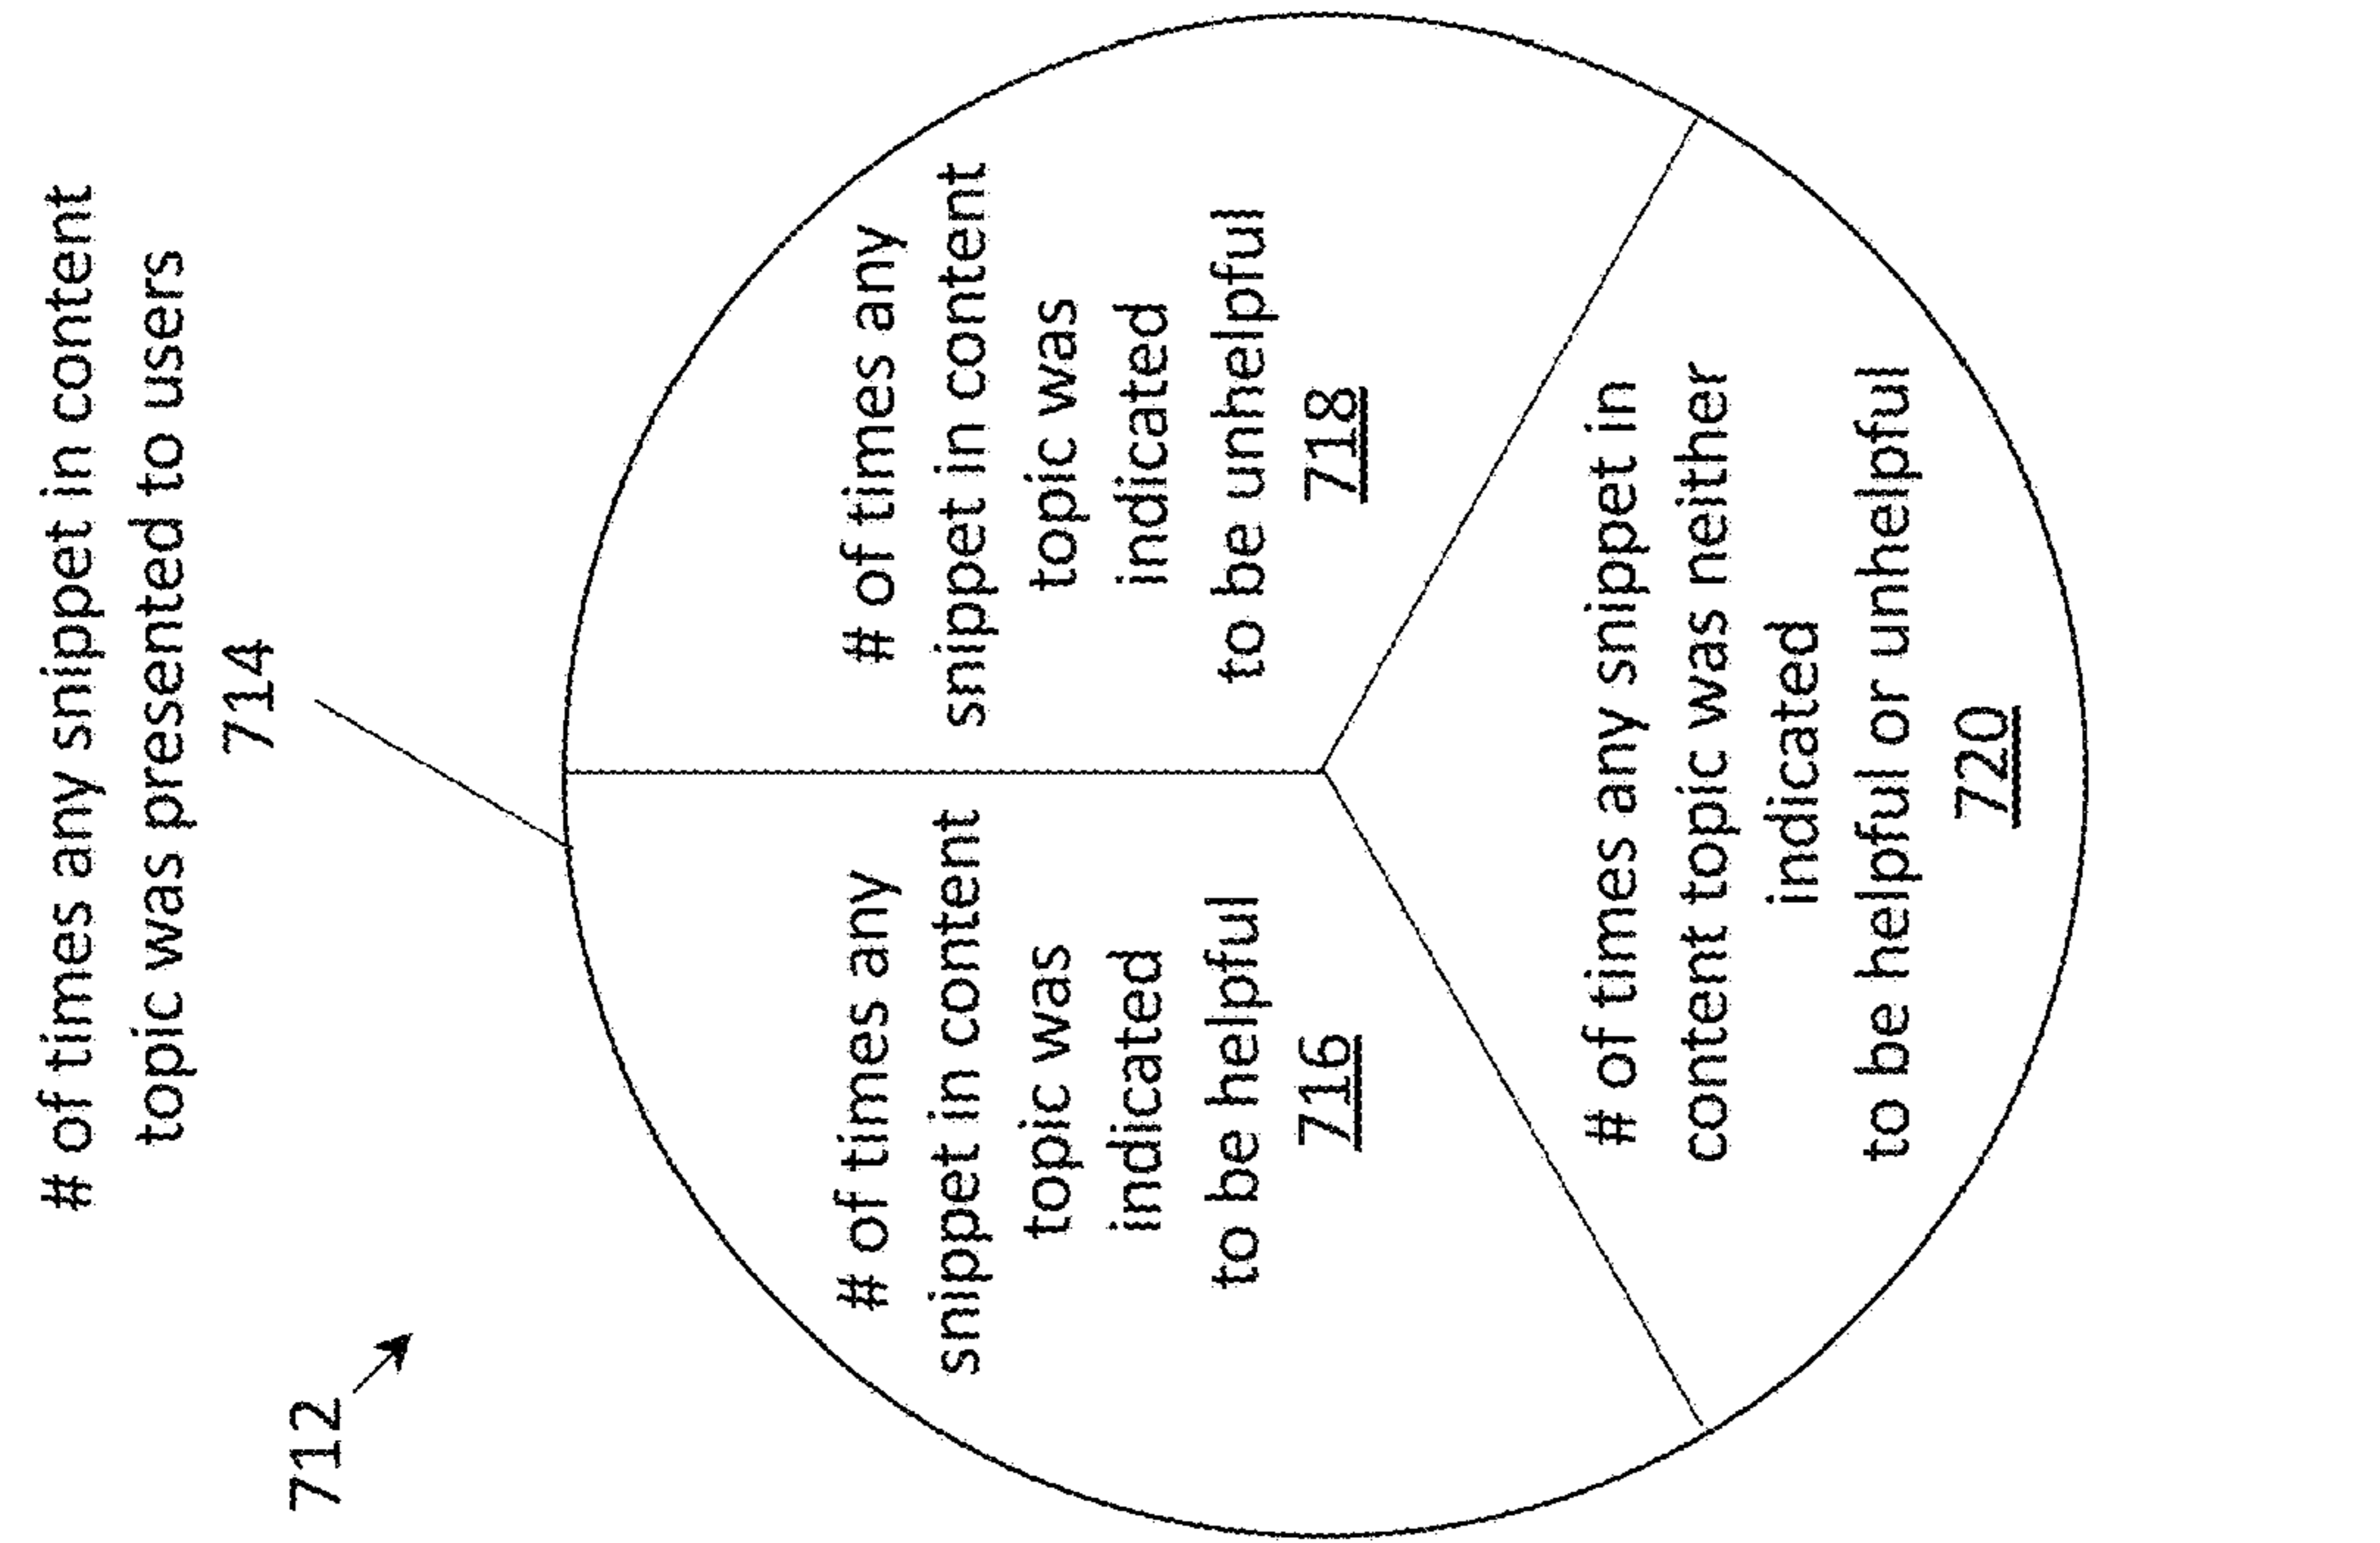 # of times any snippet in content
topic was presented to users
714
712
# of times any
snippet in content
topic was
indicated
to be helpful
716
# of times any
snippet in content
topic was
indicated
to be unhelpful
718
# of times any snippet in
content topic was neither
indicated
to be helpful or unhelpful
720